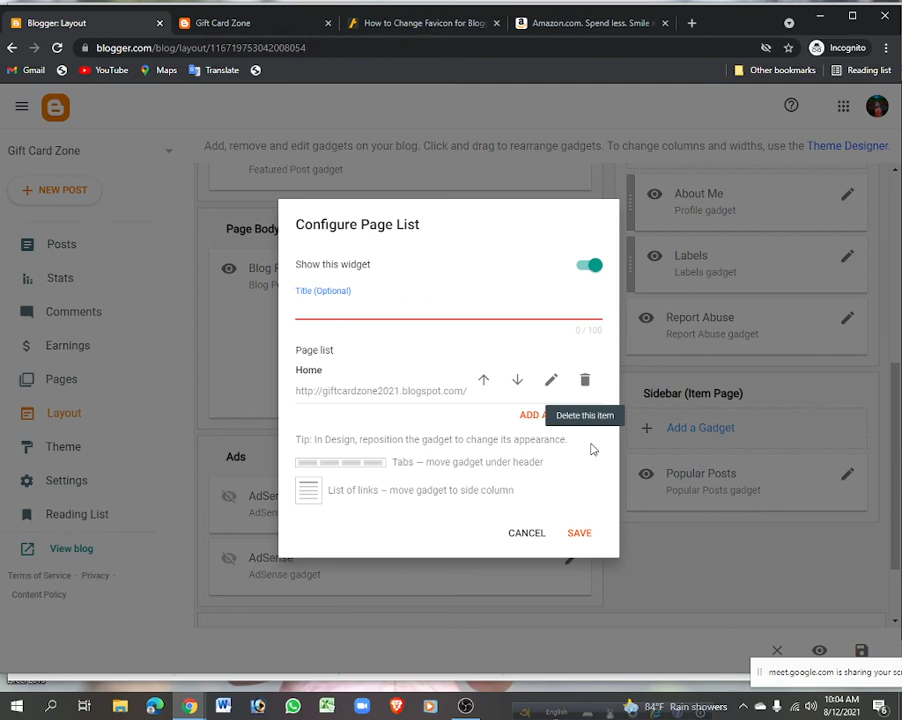 Blogger: Layout
Gift Card Zone
How to Change Favicon for Blog
Amazon.com. Spend less. Smile
blogger.com/blog/layout/116719753042008054
Incognito
Gmail
YouTube
Maps
Translate
Other bookmarks
Reading list
Gift Card Zone
Add, remove and edit gadgets on your blog. Click and drag to rearrange gadgets. To change columns and widths, use the Theme Designer.
NEW POST
Posts
Stats
Comments
Earnings
Pages
Layout
Theme
Settings
Reading List
View blog
Terms of Service · Privacy ·
Content Policy
Featured Post gadget
Page Body
Blog
Blog
Ads
AdSense
AdSense gadget
Configure Page List
Show this widget
Title (Optional)
0 / 100
Page list
Home
http://giftcardzone2021.blogspot.com/
ADD
Delete this item
Tip: In Design, reposition the gadget to change its appearance.
Tabs — move gadget under header
List of links – move gadget to side column
CANCEL
SAVE
About Me
Profile gadget
Labels
Labels gadget
Report Abuse
Report Abuse gadget
Sidebar (Item Page)
Add a Gadget
Popular Posts
Popular Posts gadget
meet.google.com is sharing your
English
84°F Rain showers
10:04 AM
8/12/2021